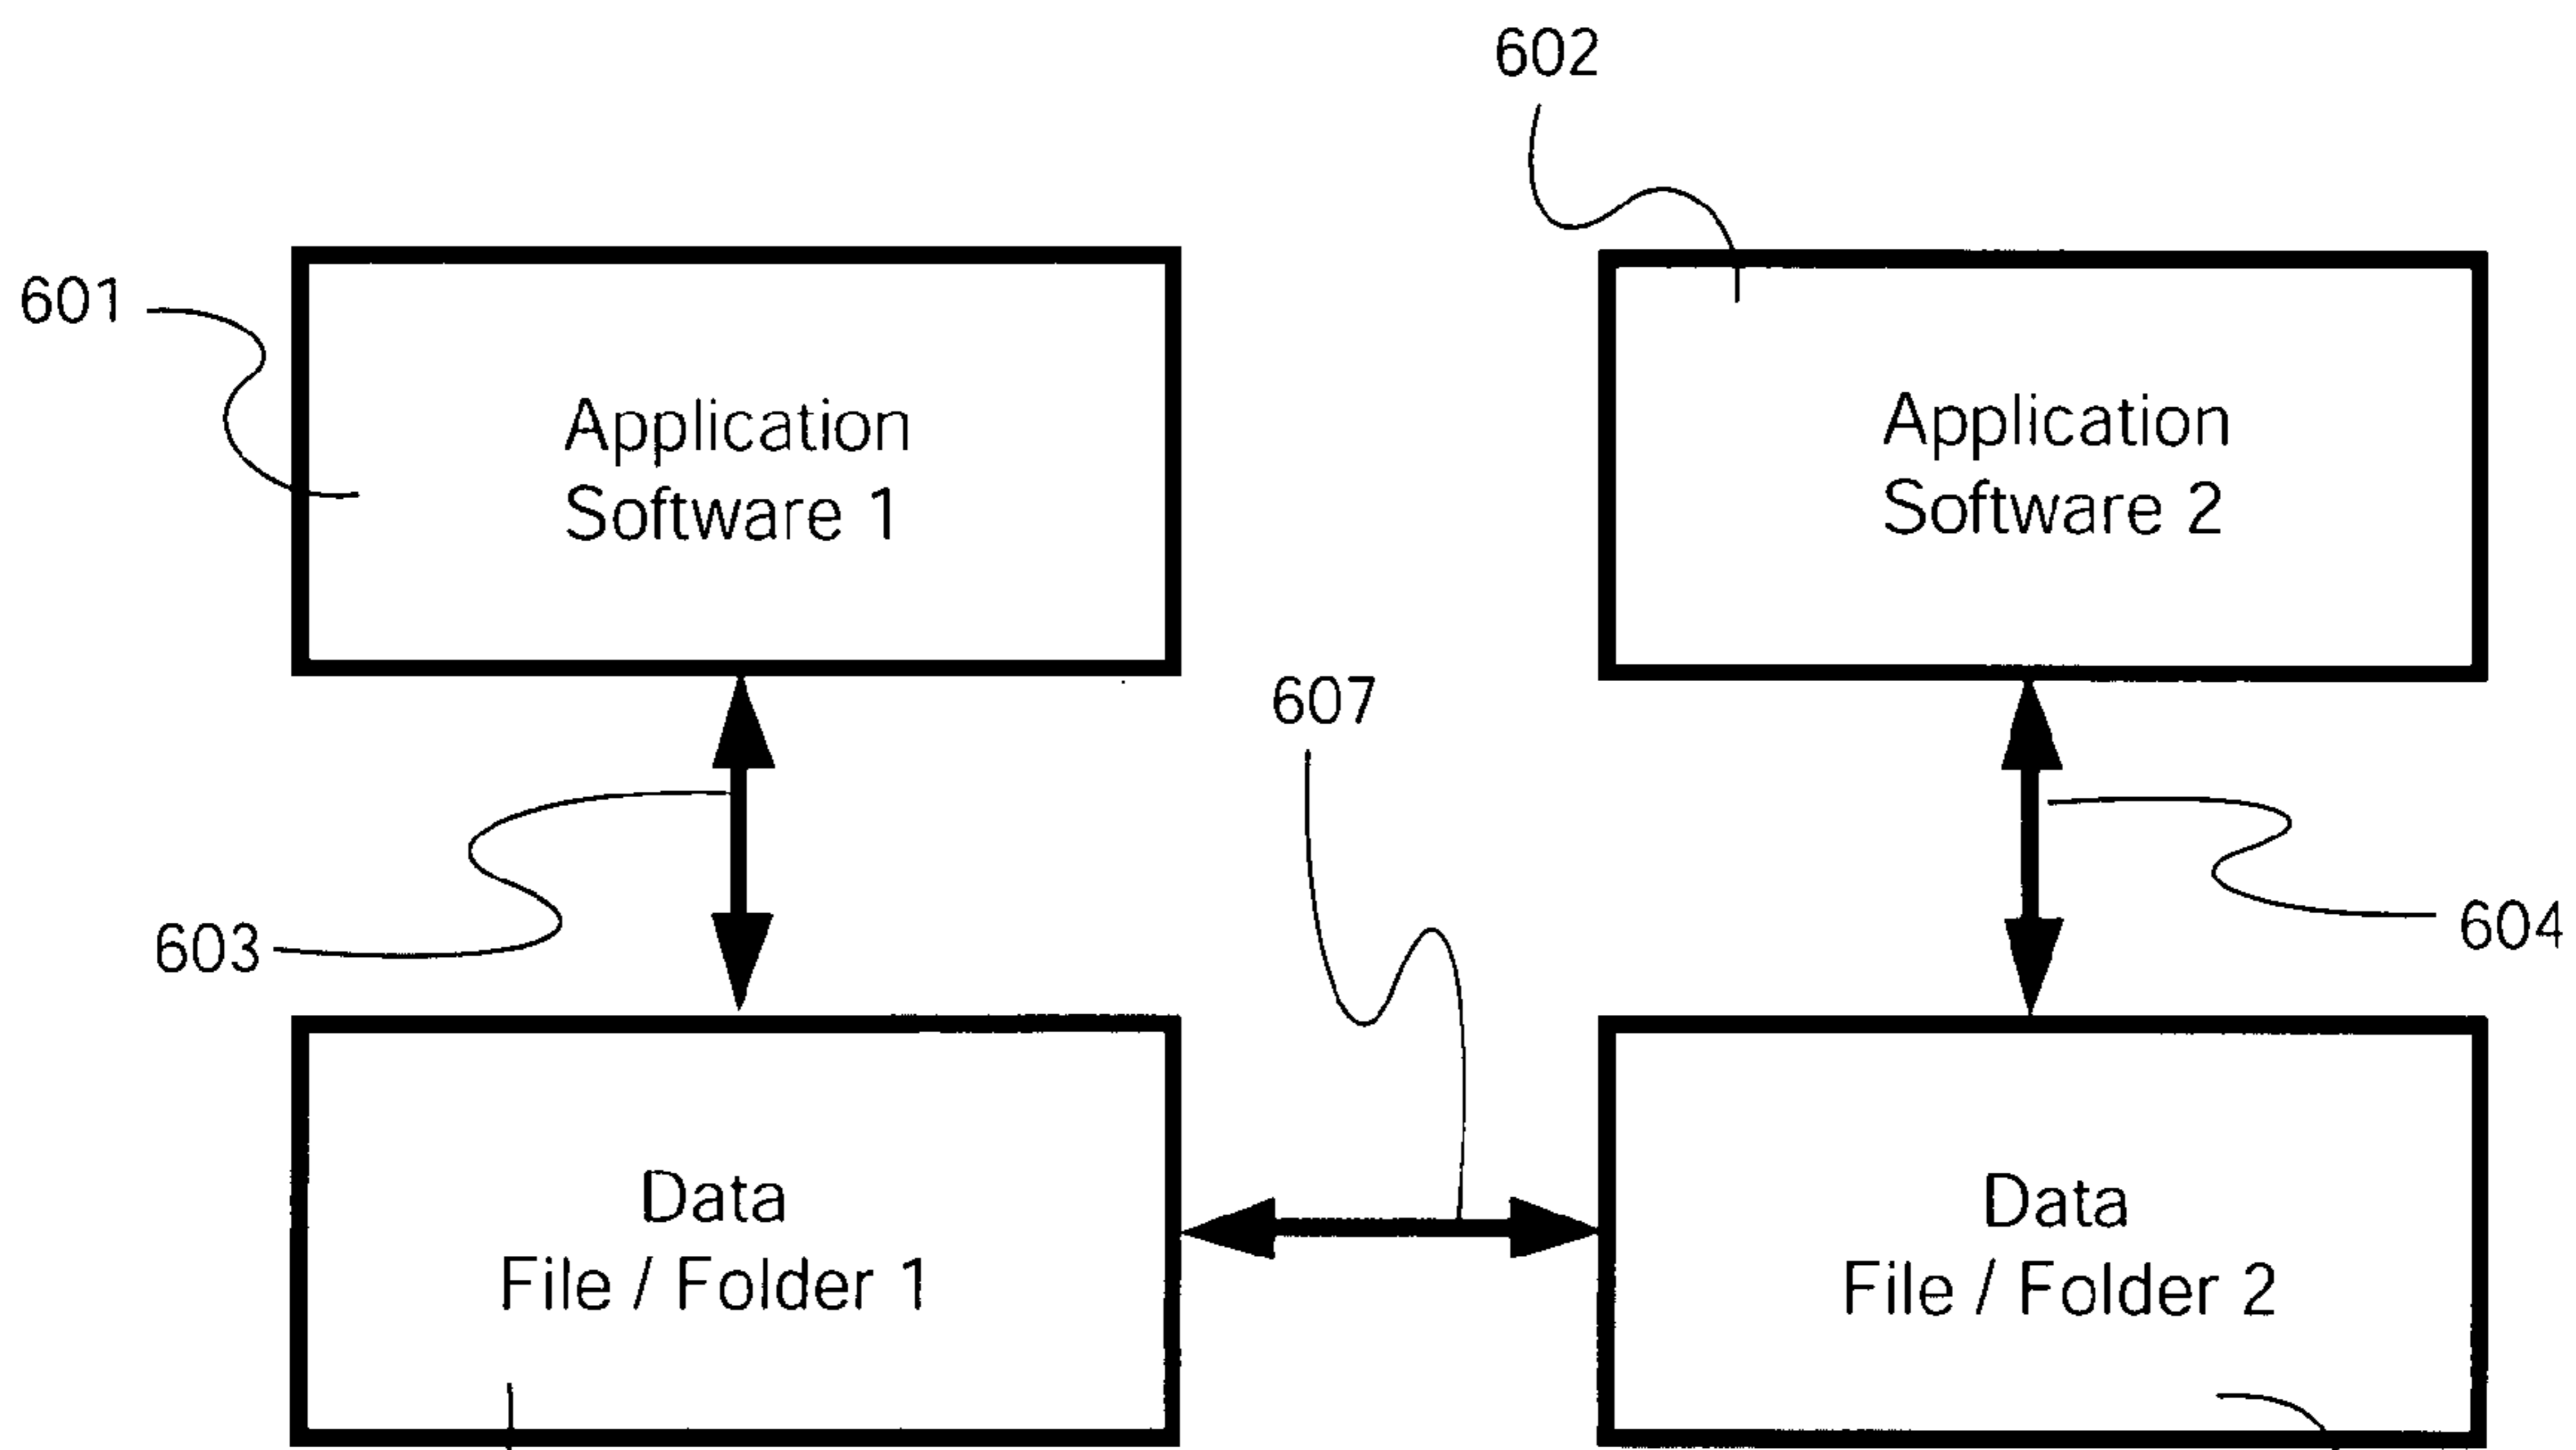 602
601
Application
Software 1
Application
Software 2
607
603
604
Data
File / Folder 1
Data
File / Folder 2